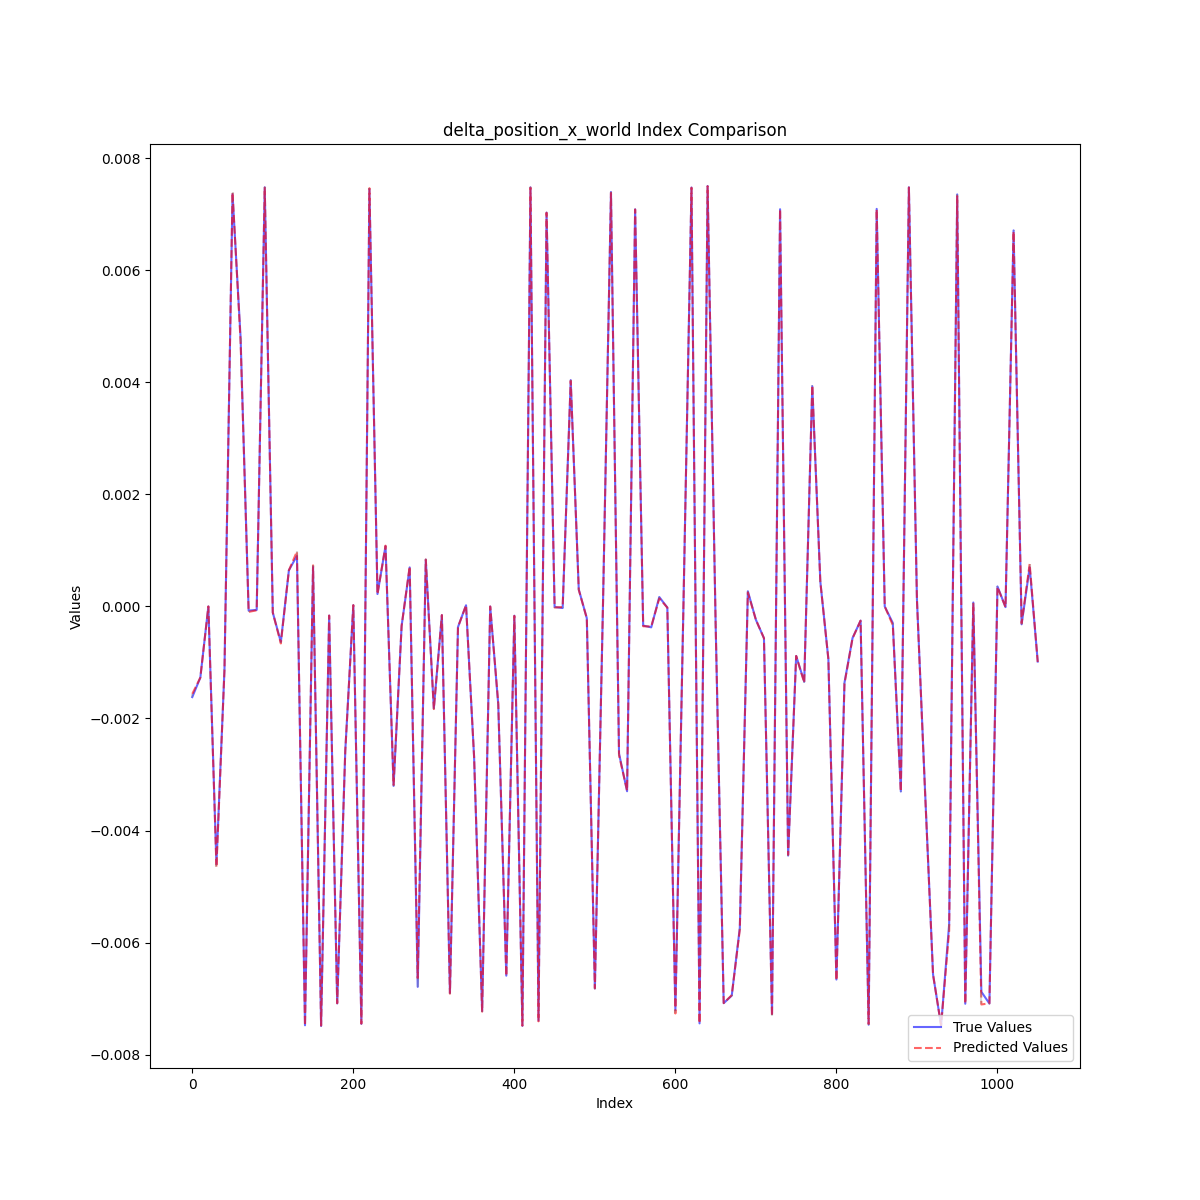 delta_position_x_world Index Comparison
0.008
0.006
0.004
0.002
0.000
−0.002
−0.004
−0.006
−0.008
Values
True Values
Predicted Values
0 200 400 600 800 1000
Index